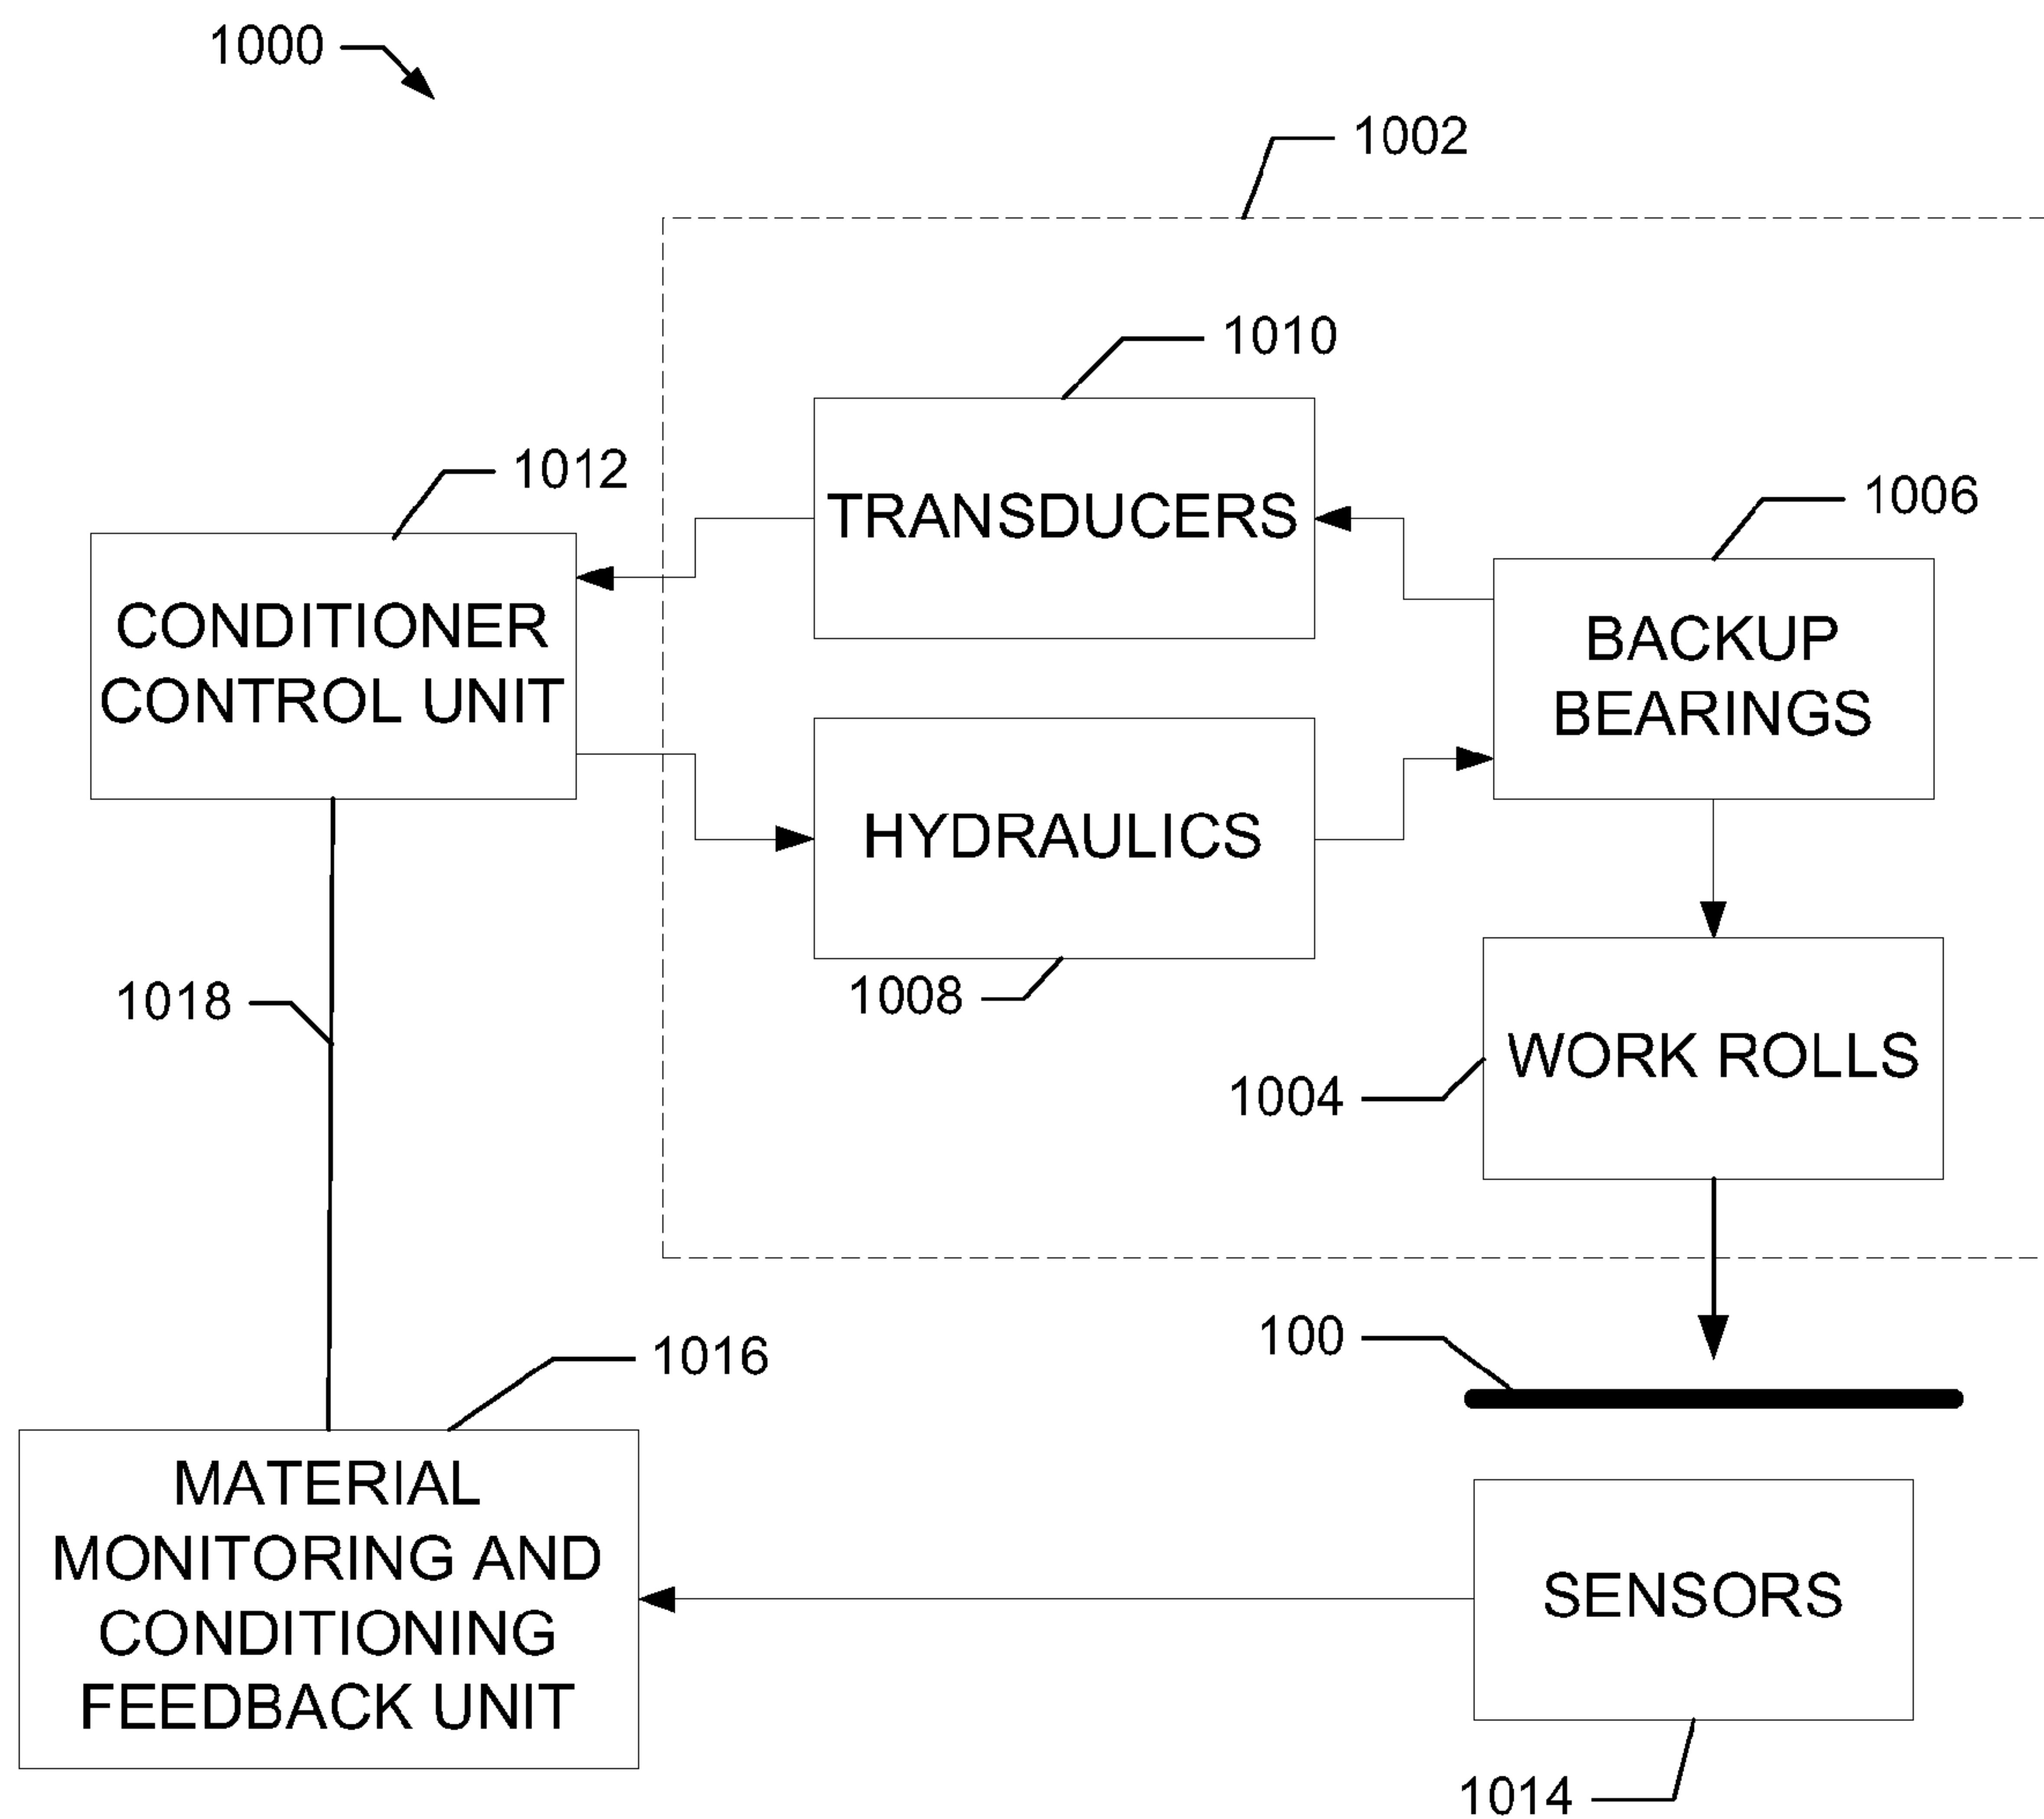 1000
1002
1010
1012
1006
TRANSDUCERS
CONDITIONER
CONTROL UNIT
BACKUP
BEARINGS
HYDRAULICS
1008
1018
WORK ROLLS
1004
100
1016
MATERIAL
MONITORING AND
CONDITIONING
FEEDBACK UNIT
SENSORS
1014